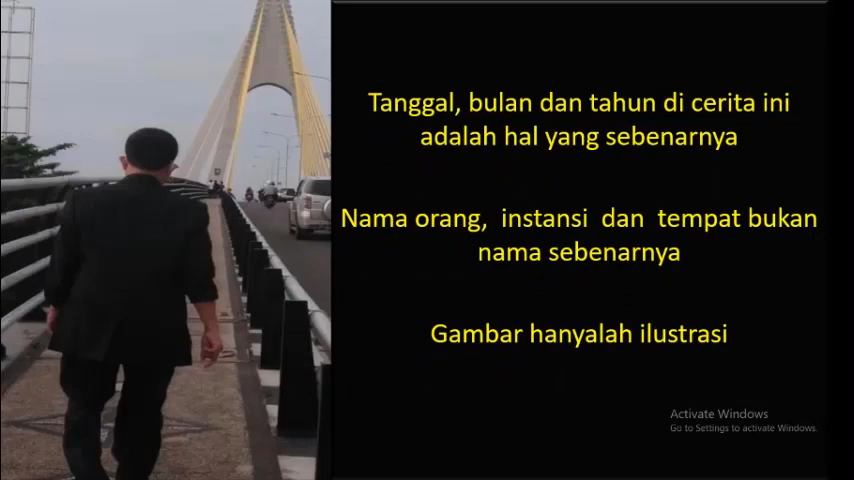 Tanggal, bulan dan tahun di cerita ini
adalah hal yang sebenarnya
Nama orang, instansi dan tempat bukan
nama sebenarnya
Gambar hanyalah ilustrasi
Activate Windows
Go to Settings to activate Windows.